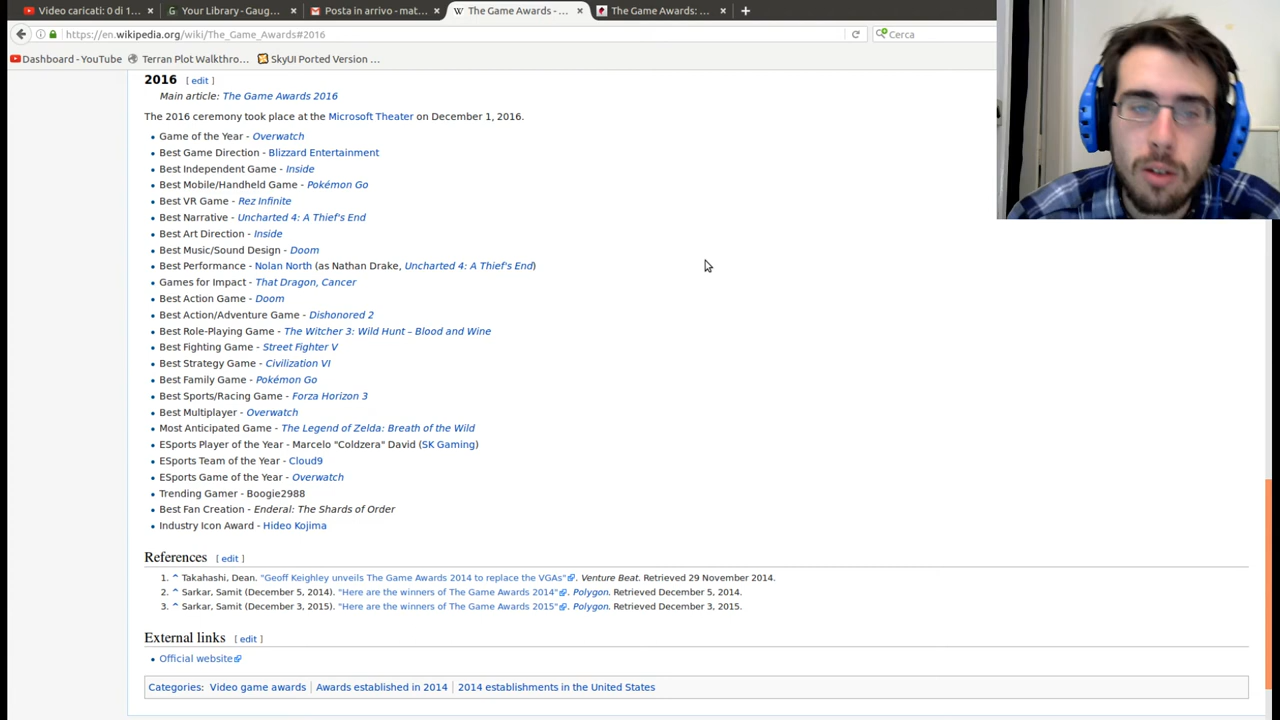 Video caricati: 0 di 1...
Your Library - Gaug...
Posta in arrivo - mat...
The Game Awards - ...
The Game Awards: ...
https://en.wikipedia.org/wiki/The_Game_Awards#2016
Cerca
Dashboard - YouTube
Terran Plot Walkthro...
SkyUI Ported Version ...
2016 [ edit ]
Main article: The Game Awards 2016
The 2016 ceremony took place at the Microsoft Theater on December 1, 2016.
• Game of the Year - Overwatch
• Best Game Direction - Blizzard Entertainment
• Best Independent Game - Inside
• Best Mobile/Handheld Game - Pokémon Go
• Best VR Game - Rez Infinite
• Best Narrative - Uncharted 4: A Thief's End
• Best Art Direction - Inside
• Best Music/Sound Design - Doom
• Best Performance - Nolan North (as Nathan Drake, Uncharted 4: A Thief's End)
• Games for Impact - That Dragon, Cancer
• Best Action Game - Doom
• Best Action/Adventure Game - Dishonored 2
• Best Role-Playing Game - The Witcher 3: Wild Hunt – Blood and Wine
• Best Fighting Game - Street Fighter V
• Best Strategy Game - Civilization VI
• Best Family Game - Pokémon Go
• Best Sports/Racing Game - Forza Horizon 3
• Best Multiplayer - Overwatch
• Most Anticipated Game - The Legend of Zelda: Breath of the Wild
• ESports Player of the Year - Marcelo "Coldzera" David (SK Gaming)
• ESports Team of the Year - Cloud9
• ESports Game of the Year - Overwatch
• Trending Gamer - Boogie2988
• Best Fan Creation - Enderal: The Shards of Order
• Industry Icon Award - Hideo Kojima
References [ edit ]
1. ^ Takahashi, Dean. "Geoff Keighley unveils The Game Awards 2014 to replace the VGAs". Venture Beat. Retrieved 29 November 2014.
2. ^ Sarkar, Samit (December 5, 2014). "Here are the winners of The Game Awards 2014". Polygon. Retrieved December 5, 2014.
3. ^ Sarkar, Samit (December 3, 2015). "Here are the winners of The Game Awards 2015". Polygon. Retrieved December 3, 2015.
External links [ edit ]
• Official website
Categories: Video game awards | Awards established in 2014 | 2014 establishments in the United States